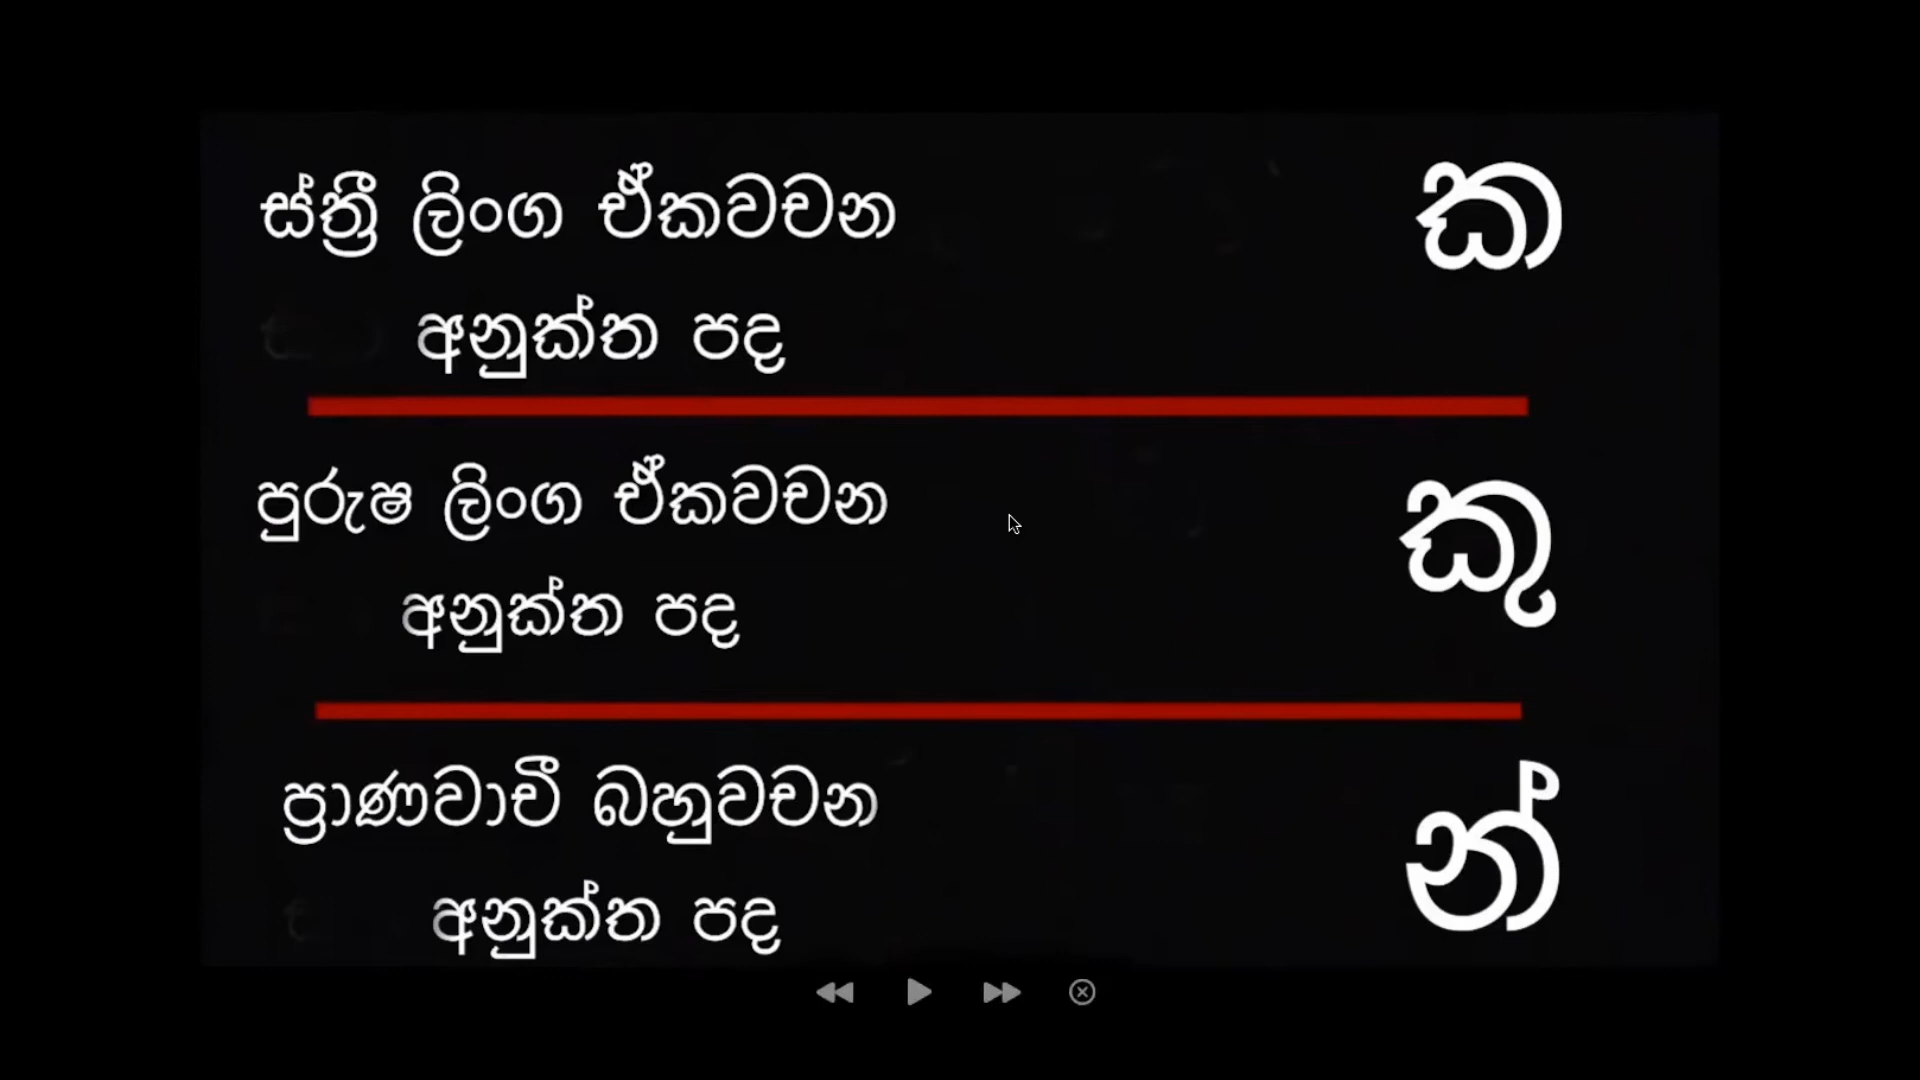 ස්ත්‍රී ලිංග ඒකවචන ක
අනුක්ත පද
පුරුෂ ලිංග ඒකවචන කු
අනුක්ත පද
ප්‍රාණවාචී බහුවචන න්
අනුක්ත පද